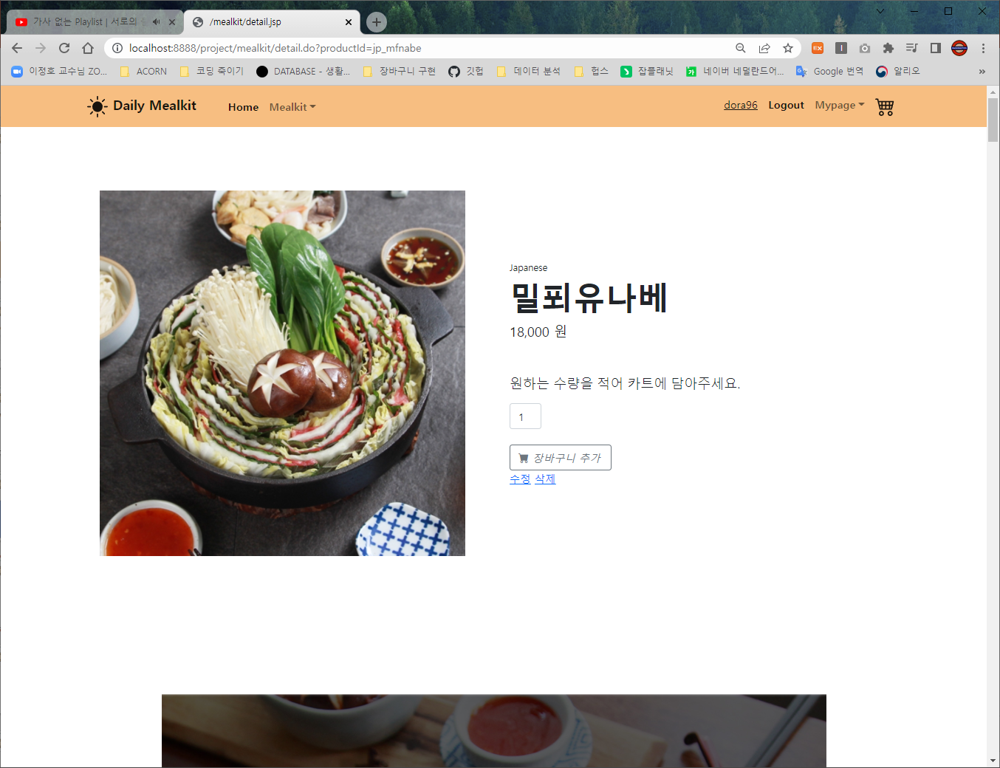 가사 없는 Playlist | 서로의
/mealkit/detail.jsp
localhost:8888/project/mealkit/detail.do?productId=jp_mfnabe
이정호 교수님 ZO...
ACORN
코딩 죽이기
DATABASE - 생활...
장바구니 구현
깃헙
데이터 분석
헙스
잡플래닛
네이버 네덜란드어...
Google 번역
알리오
»
Daily Mealkit
Home
Mealkit
dora96
Logout
Mypage
Japanese
밀푀유나베
18,000 원
원하는 수량을 적어 카트에 담아주세요.
1
장바구니 추가
수정 삭제